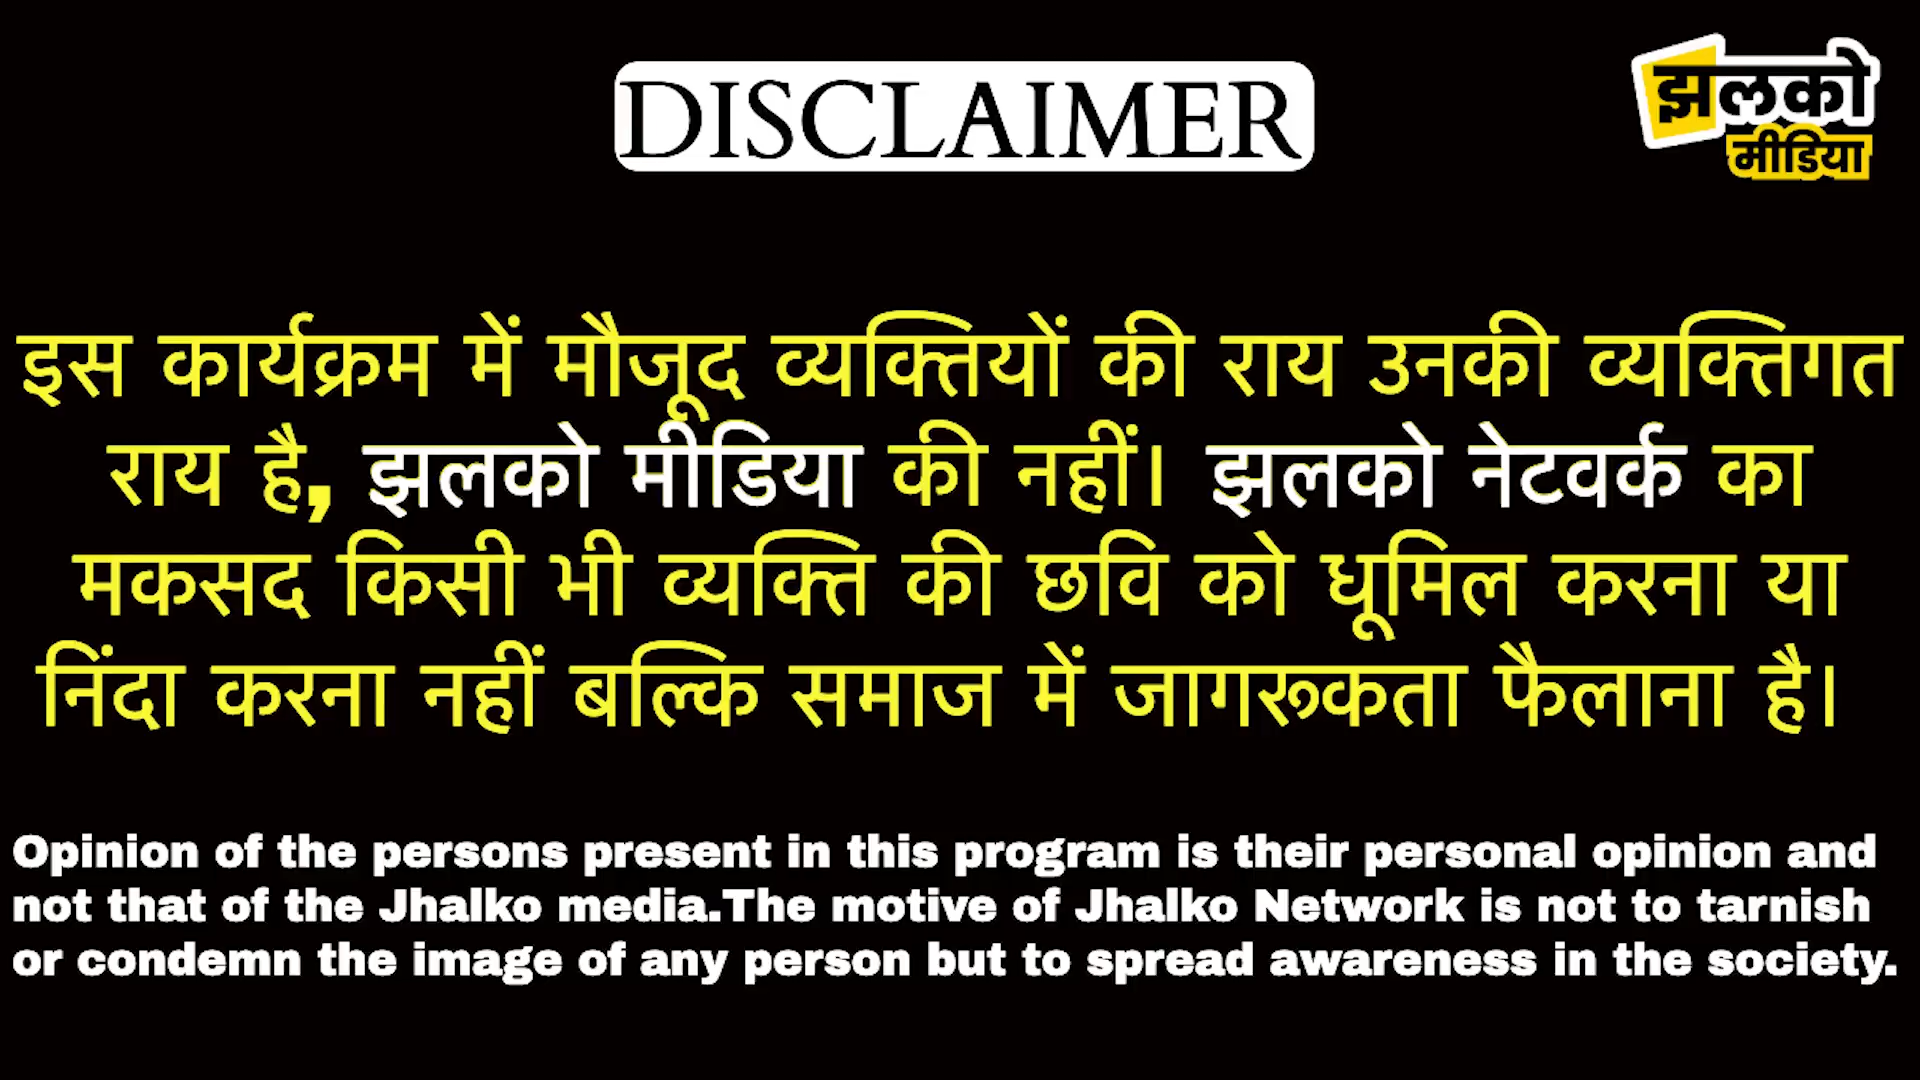 DISCLAIMER
झलको
मीडिया
इस कार्यक्रम में मौजूद व्यक्तियों की राय उनकी व्यक्तिगत
राय है, झलको मीडिया की नहीं। झलको नेटवर्क का
मकसद किसी भी व्यक्ति की छवि को धूमिल करना या
निंदा करना नहीं बल्कि समाज में जागरूकता फैलाना है।
Opinion of the persons present in this program is their personal opinion and
not that of the Jhalko media.The motive of Jhalko Network is not to tarnish
or condemn the image of any person but to spread awareness in the society.